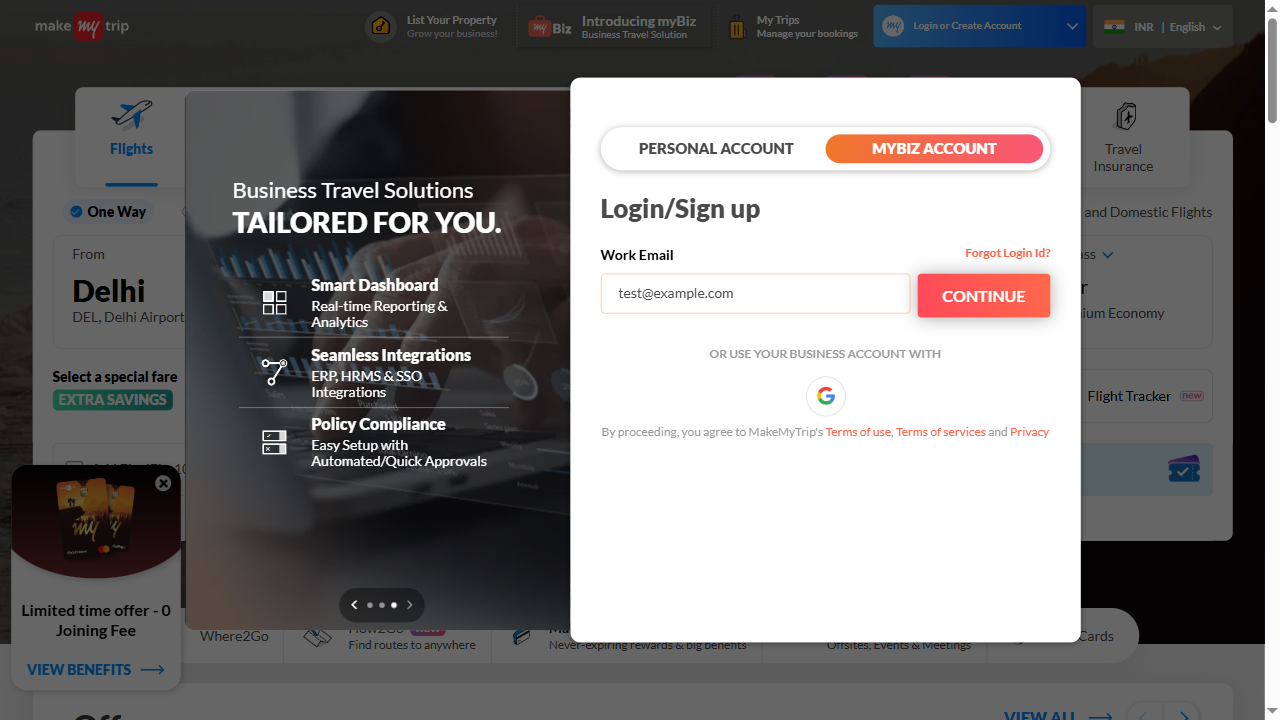 make my trip
List Your Property
Grow your business!
my Biz
Introducing myBiz
Business Travel Solution
My Trips
Manage your bookings
my
Login or Create Account
INR | English
Flights
Travel
Insurance
One Way
and Domestic Flights
From
Delhi
DEL, Delhi Airport
ium Economy
Select a special fare
EXTRA SAVINGS
Flight Tracker new
Business Travel Solutions
TAILORED FOR YOU.
Smart Dashboard
Real-time Reporting &
Analytics
Seamless Integrations
ERP, HRMS & SSO
Integrations
Policy Compliance
Easy Setup with
Automated/Quick Approvals
PERSONAL ACCOUNT
MYBIZ ACCOUNT
Login/Sign up
Work Email
Forgot Login Id?
test@example.com
CONTINUE
OR USE YOUR BUSINESS ACCOUNT WITH
By proceeding, you agree to MakeMyTrip's Terms of use, Terms of services and Privacy
Limited time offer - 0
Joining Fee
VIEW BENEFITS
Where2Go
How2Go new
Find routes to anywhere
Never-expiring rewards & big benefits
Offsites, Events & Meetings
Cards
VIEW ALL